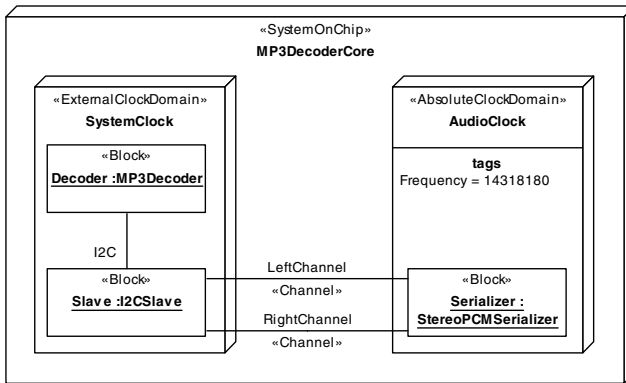 «SystemOnChip»
MP3DecoderCore
«ExternalClockDomain»
SystemClock
«Block»
Decoder :MP3Decoder
I2C
«Block»
Slave :I2CSlave
LeftChannel
«Channel»
RightChannel
«Channel»
«AbsoluteClockDomain»
AudioClock
tags
Frequency = 14318180
«Block»
Serializer :
StereoPCMSerializer